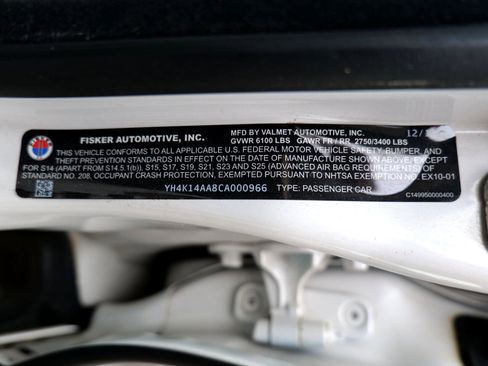 FISKER AUTOMOTIVE, INC.
MFD BY VALMET AUTOMOTIVE, INC. 12/
GVWR 6100 LBS GAWR FR / RR 2750/3400 LBS
THIS VEHICLE CONFORMS TO ALL APPLICABLE U.S. FEDERAL MOTOR VEHICLE SAFETY, BUMPER, AND
THEFT PREVENTION STANDARDS IN EFFECT ON THE DATE OF MANUFACTURE SHOWN ABOVE, EXCEPT
FOR S14 (APART FROM S14.5.1(b)), S15, S17, S19, S21, S23 AND S25 (ADVANCED AIR BAG REQUIREMENTS) OF
STANDARD NO. 208, OCCUPANT CRASH PROTECTION, EXEMPTED PURSUANT TO NHTSA EXEMPTION NO. EX10-01
YH4K14AA8CA000966 TYPE: PASSENGER CAR
C149950000400